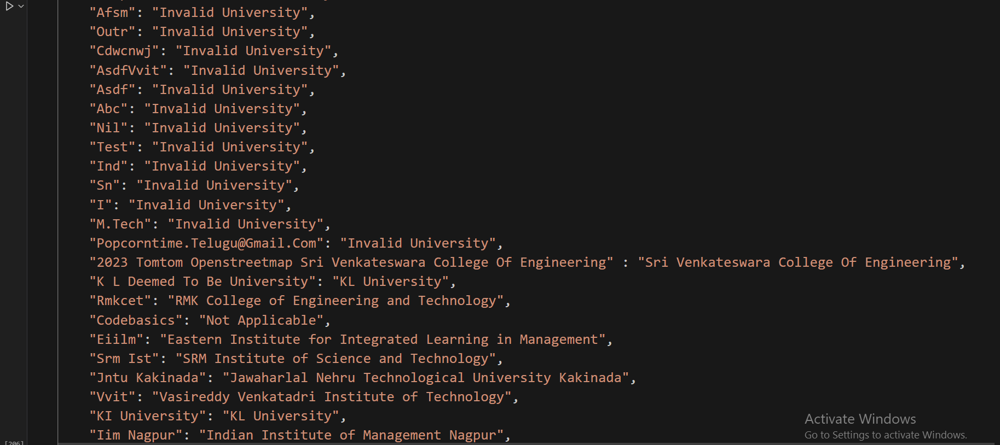 "Afsm": "Invalid University",
"Outr": "Invalid University",
"Cdwcnwj": "Invalid University",
"AsdfVvit": "Invalid University",
"Asdf": "Invalid University",
"Abc": "Invalid University",
"Nil": "Invalid University",
"Test": "Invalid University",
"Ind": "Invalid University",
"Sn": "Invalid University",
"I": "Invalid University",
"M.Tech": "Invalid University",
"Popcorntime.Telugu@Gmail.Com": "Invalid University",
"2023 Tomtom Openstreetmap Sri Venkateswara College Of Engineering" : "Sri Venkateswara College Of Engineering",
"K L Deemed To Be University": "KL University",
"Rmkcet": "RMK College of Engineering and Technology",
"Codebasics": "Not Applicable",
"Eiilm": "Eastern Institute for Integrated Learning in Management",
"Srm Ist": "SRM Institute of Science and Technology",
"Jntu Kakinada": "Jawaharlal Nehru Technological University Kakinada",
"Vvit": "Vasireddy Venkatadri Institute of Technology",
"KI University": "KL University",
"Iim Nagpur": "Indian Institute of Management Nagpur",
[206]
Activate Windows
Go to Settings to activate Windows.